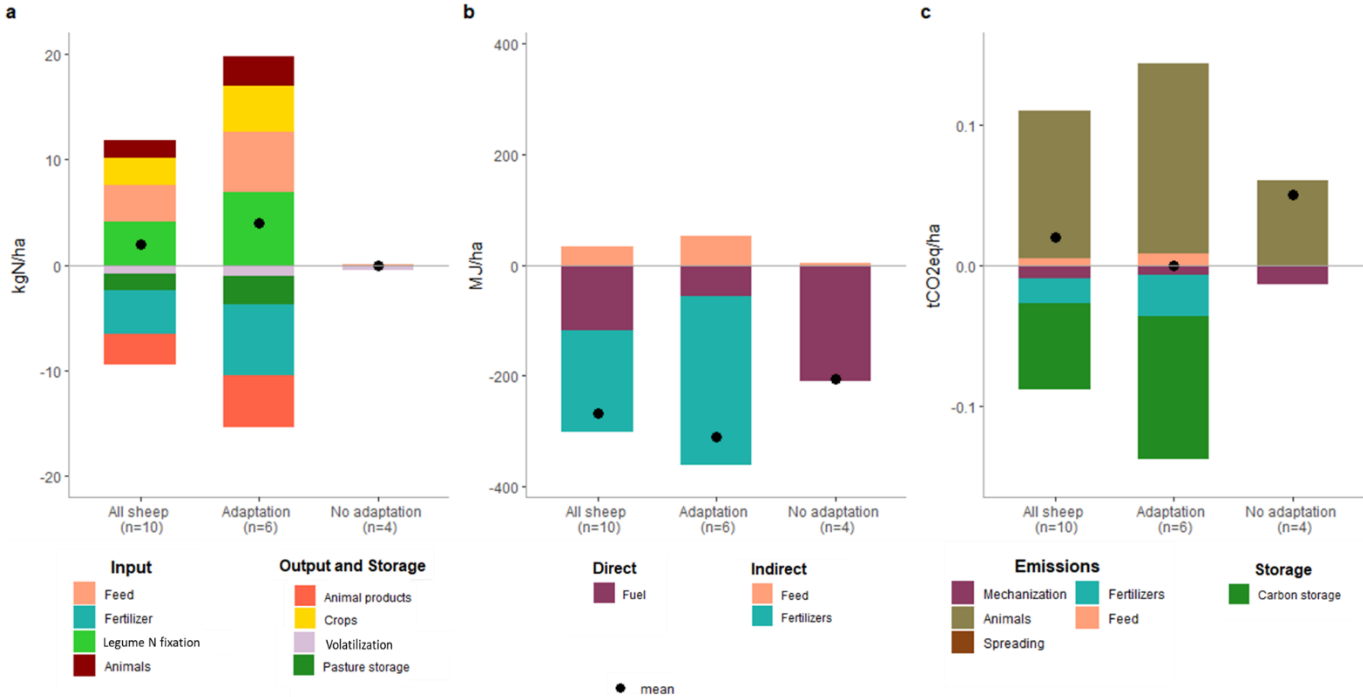 a
20
10
0
-10
-20
kgN/ha
All sheep
(n=10)
Adaptation
(n=6)
No adaptation
(n=4)
Input
Feed
Fertilizer
Legume N fixation
Animals
Output and Storage
Animal products
Crops
Volatilization
Pasture storage
b
400
200
0
-200
-400
MJ/ha
All sheep
(n=10)
Adaptation
(n=6)
No adaptation
(n=4)
Direct
Fuel
Indirect
Feed
Fertilizers
mean
c
0.1
0.0
-0.1
tCO2eq/ha
All sheep
(n=10)
Adaptation
(n=6)
No adaptation
(n=4)
Emissions
Mechanization
Animals
Spreading
Fertilizers
Feed
Storage
Carbon storage